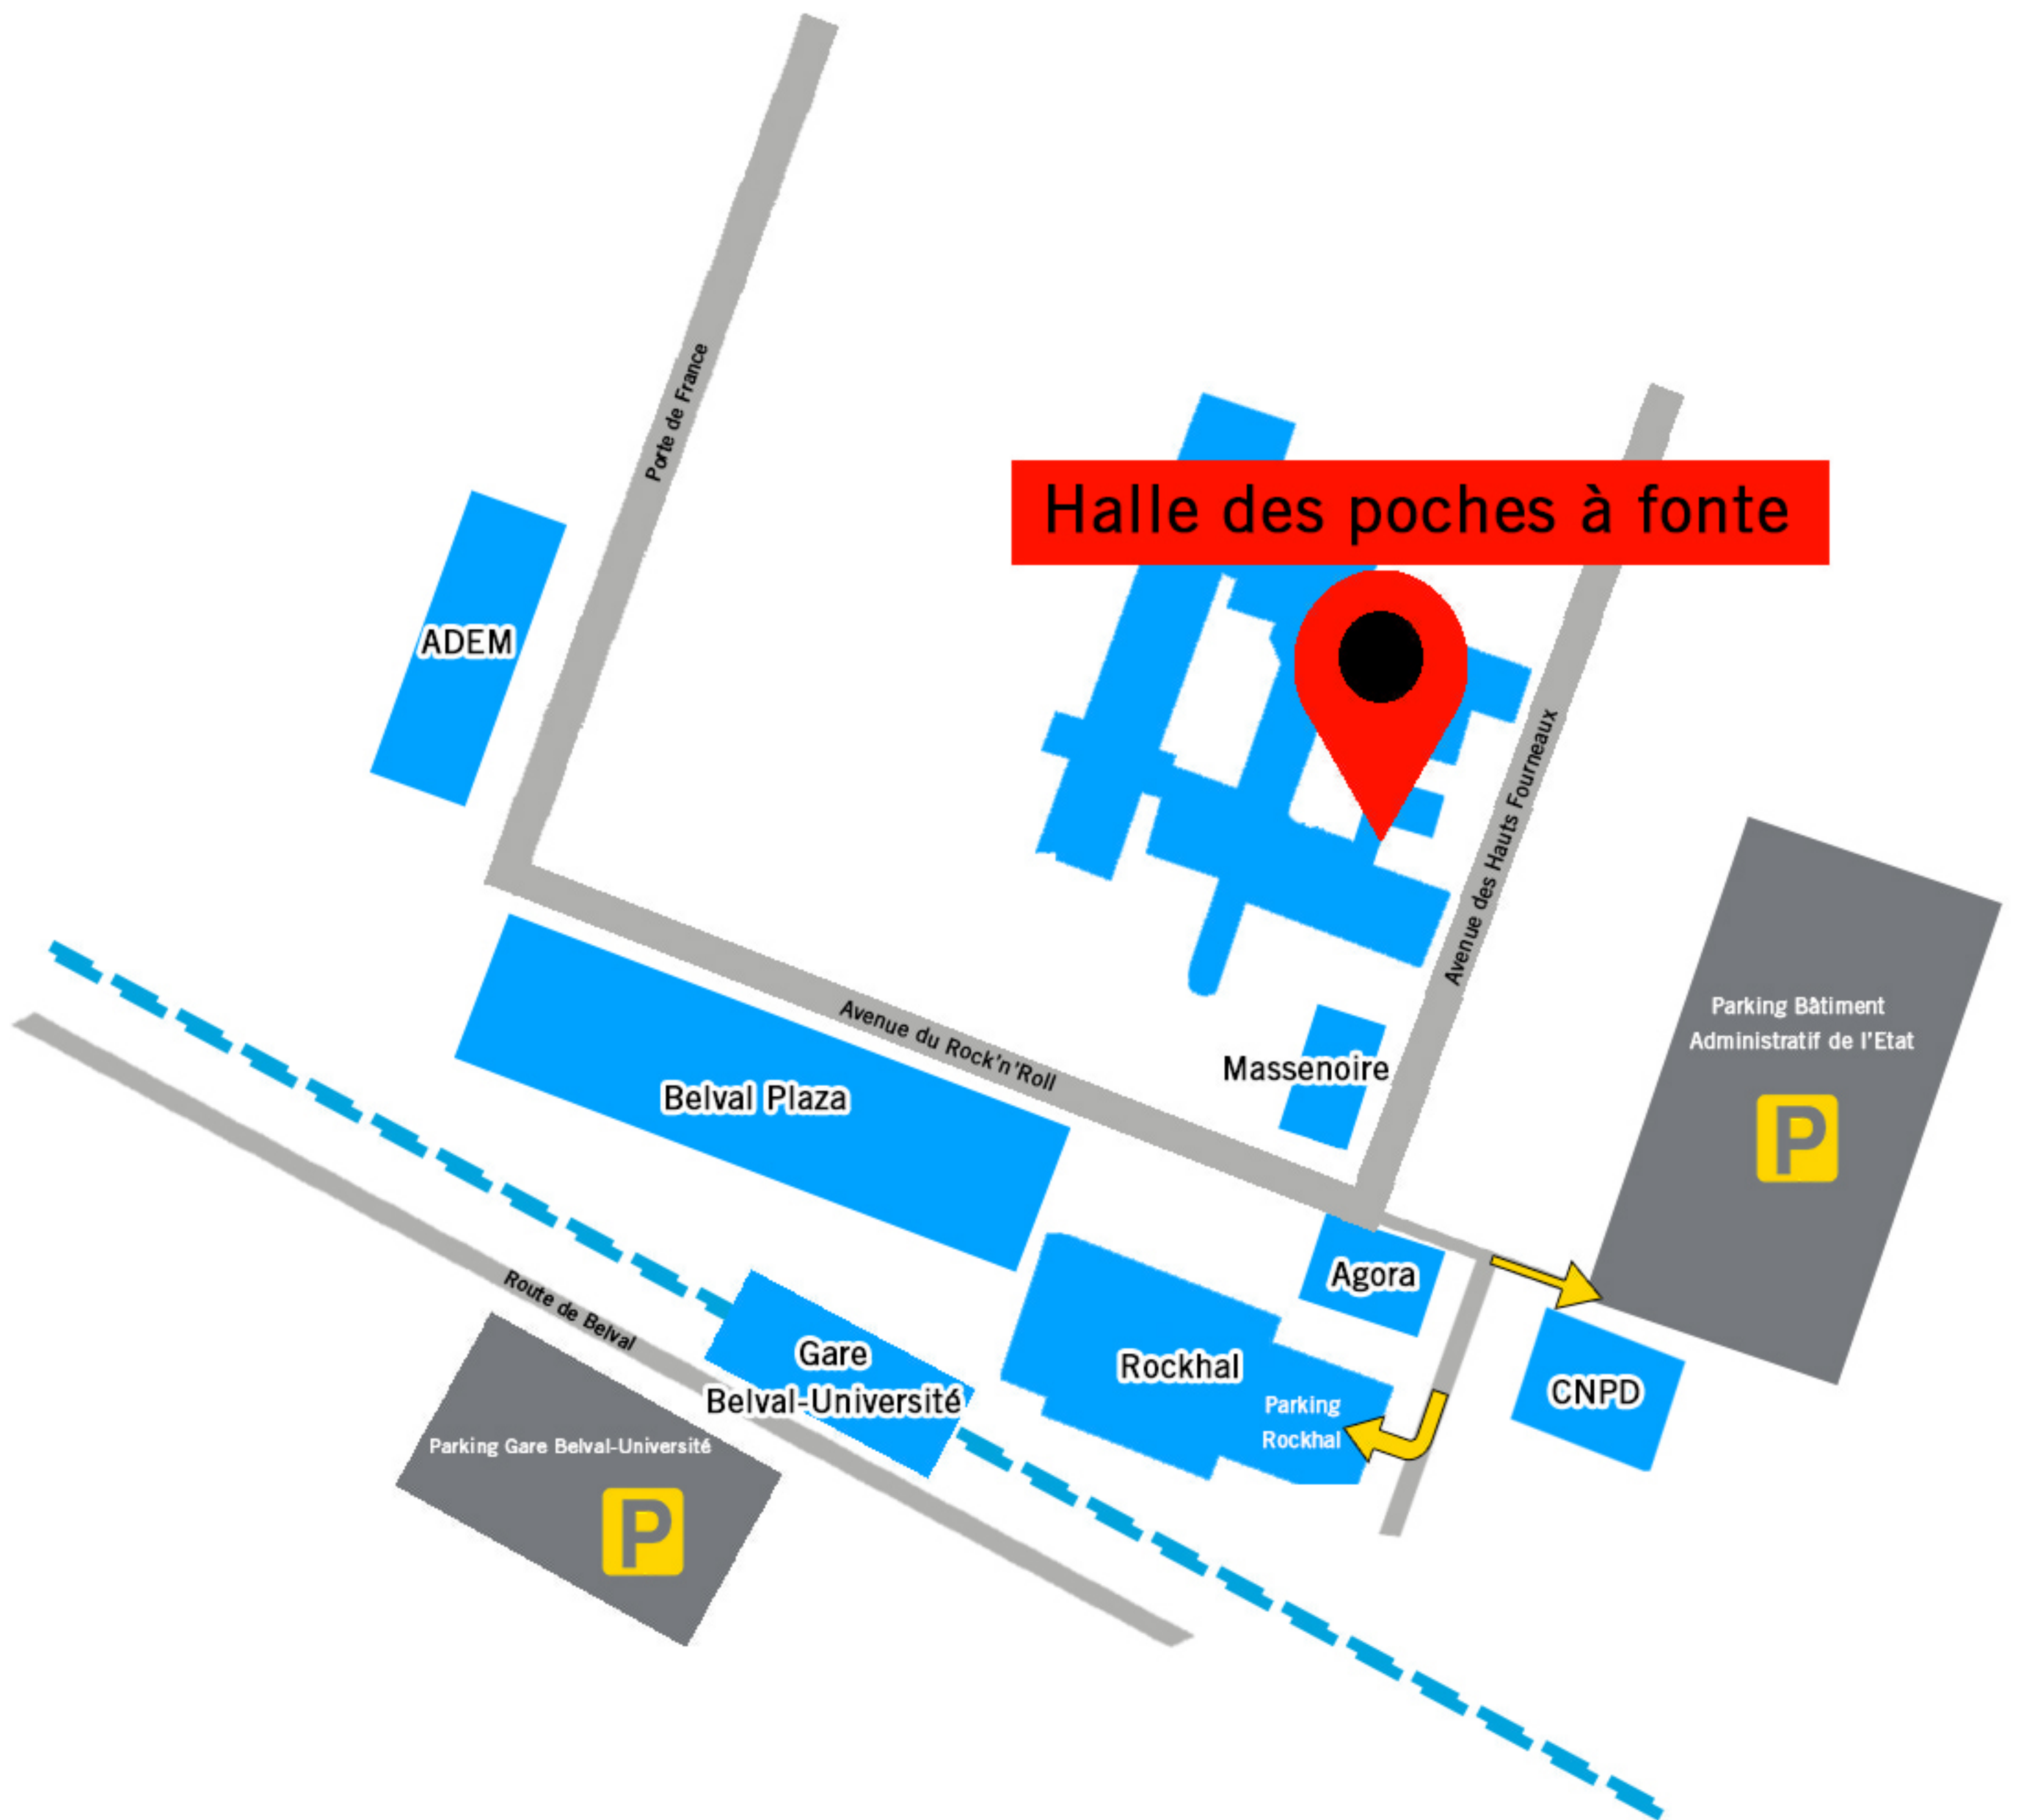 Porte de France
Halle des poches à fonte
ADEM
Avenue des Hauts Fourneaux
Parking Bâtiment
Administratif de l'Etat
P
Avenue du Rock'n'Roll
Massenoire
Belval Plaza
Agora
Route de Belval
Gare
Belval-Université
Rockhal
Parking
Rockhal
CNPD
Parking Gare Belval-Université
P